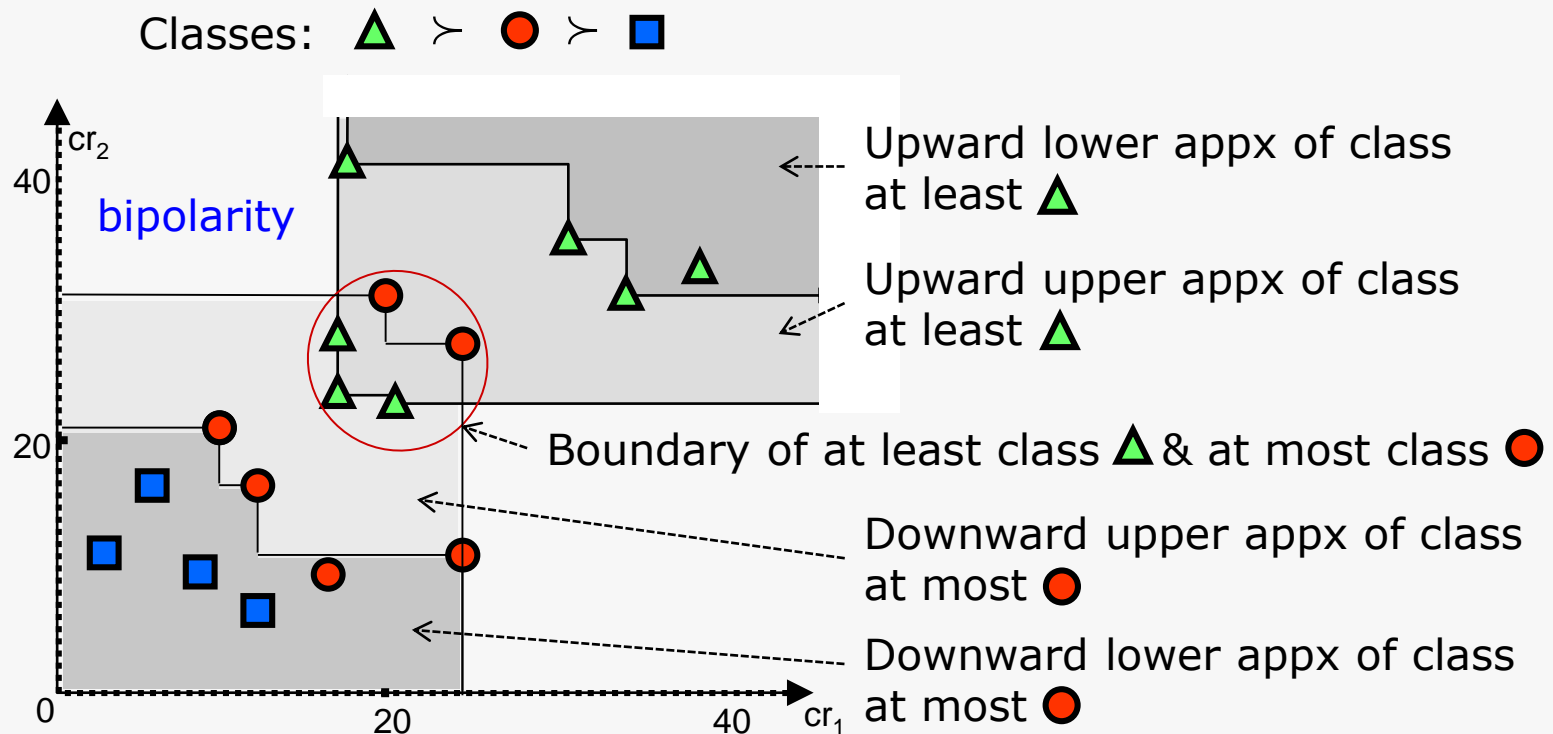 Classes: ≻ ≻
cr2
40
bipolarity
20
0
20
40
cr1
Upward lower appx of class
at least
Upward upper appx of class
at least
Boundary of at least class & at most class
Downward upper appx of class
at most
Downward lower appx of class
at most